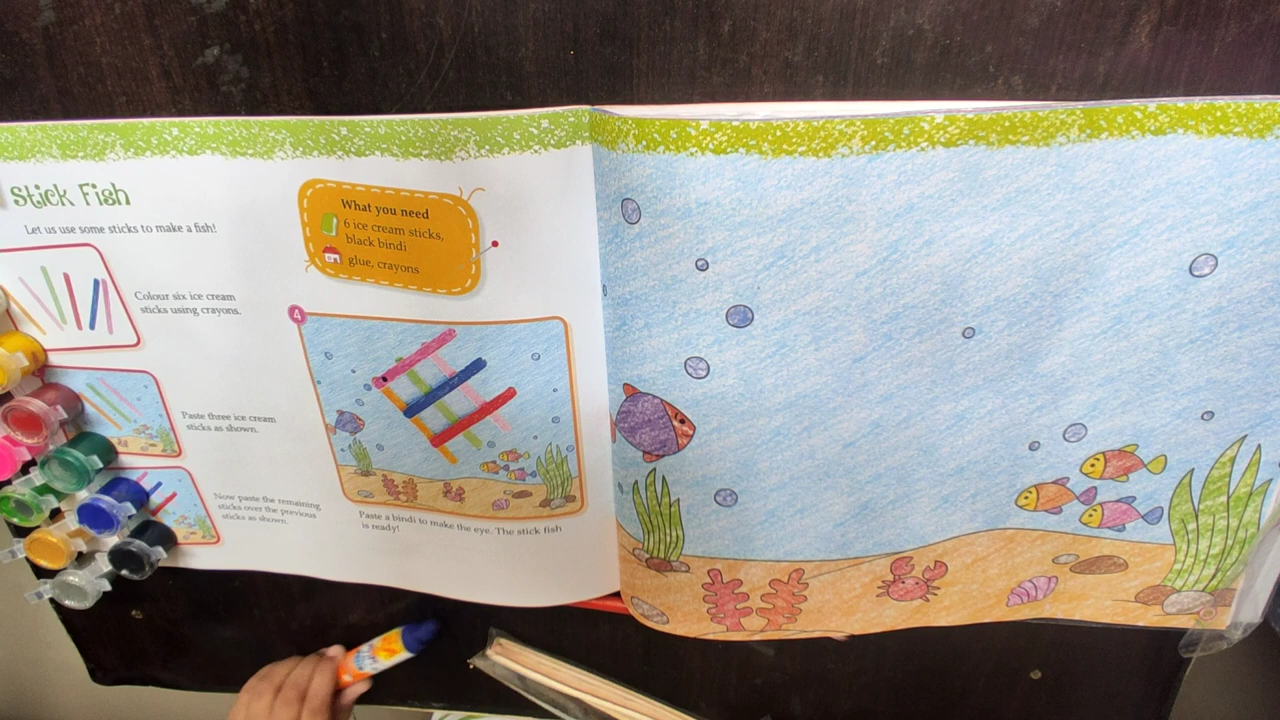 Stick Fish
Let us use some sticks to make a fish!
What you need
6 ice cream sticks,
black bindi
glue, crayons
Colour six ice cream
sticks using crayons.
Paste three ice cream
sticks as shown.
Now paste the remaining
sticks over the previous
sticks as shown.
4
Paste a bindi to make the eye. The stick fish
is ready!